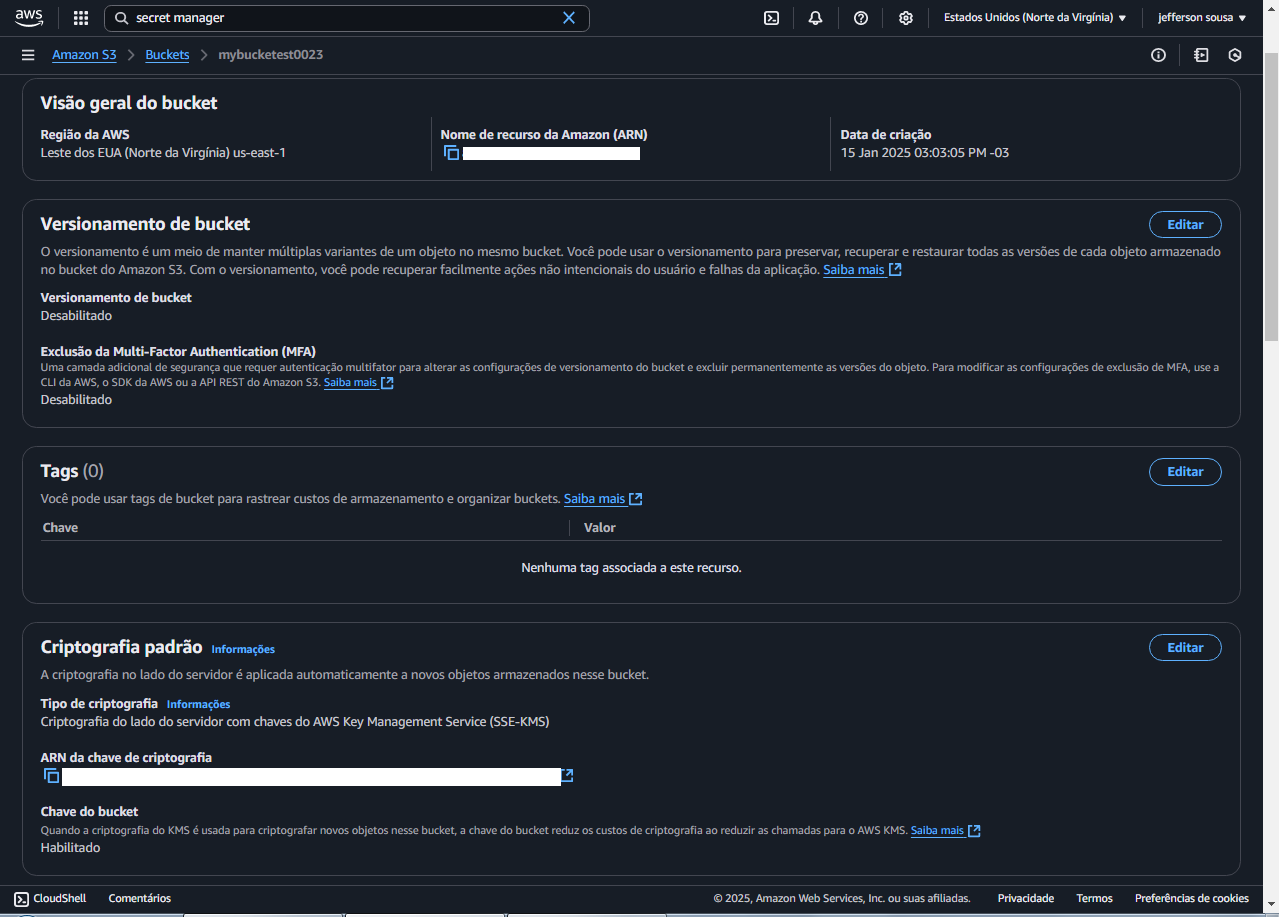 aws
secret manager
Estados Unidos (Norte da Virgínia)
jefferson sousa
Amazon S3 > Buckets > mybucketest0023
Visão geral do bucket
Região da AWS
Leste dos EUA (Norte da Virgínia) us-east-1
Nome de recurso da Amazon (ARN)
Data de criação
15 Jan 2025 03:03:05 PM -03
Versionamento de bucket
Editar
O versionamento é um meio de manter múltiplas variantes de um objeto no mesmo bucket. Você pode usar o versionamento para preservar, recuperar e restaurar todas as versões de cada objeto armazenado
no bucket do Amazon S3. Com o versionamento, você pode recuperar facilmente ações não intencionais do usuário e falhas da aplicação. Saiba mais
Versionamento de bucket
Desabilitado
Exclusão da Multi-Factor Authentication (MFA)
Uma camada adicional de segurança que requer autenticação multifator para alterar as configurações de versionamento do bucket e excluir permanentemente as versões do objeto. Para modificar as configurações de exclusão de MFA, use a
CLI da AWS, o SDK da AWS ou a API REST do Amazon S3. Saiba mais
Desabilitado
Tags (0)
Editar
Você pode usar tags de bucket para rastrear custos de armazenamento e organizar buckets. Saiba mais
Chave
Valor
Nenhuma tag associada a este recurso.
Criptografia padrão Informações
Editar
A criptografia no lado do servidor é aplicada automaticamente a novos objetos armazenados nesse bucket.
Tipo de criptografia Informações
Criptografia do lado do servidor com chaves do AWS Key Management Service (SSE-KMS)
ARN da chave de criptografia
Chave do bucket
Quando a criptografia do KMS é usada para criptografar novos objetos nesse bucket, a chave do bucket reduz os custos de criptografia ao reduzir as chamadas para o AWS KMS. Saiba mais
Habilitado
CloudShell
Comentários
© 2025, Amazon Web Services, Inc. ou suas afiliadas.
Privacidade
Termos
Preferências de cookies